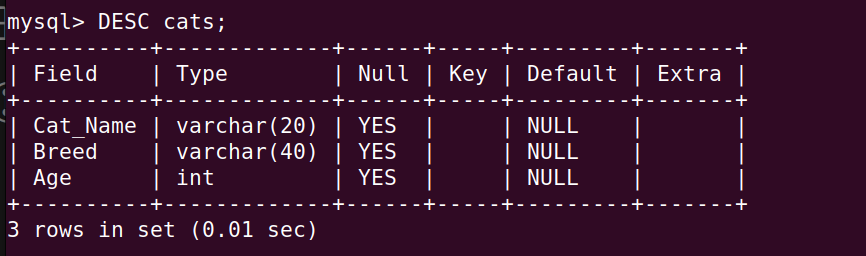 mysql> DESC cats;
+----------+-------------+------+-----+---------+-------+
| Field    | Type        | Null | Key | Default | Extra |
+----------+-------------+------+-----+---------+-------+
| Cat_Name | varchar(20) | YES  |     | NULL    |       |
| Breed    | varchar(40) | YES  |     | NULL    |       |
| Age      | int         | YES  |     | NULL    |       |
+----------+-------------+------+-----+---------+-------+
3 rows in set (0.01 sec)